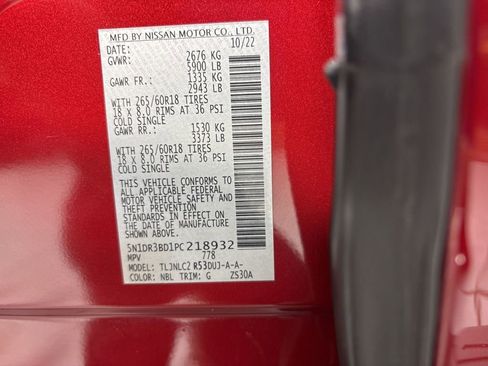 MFD BY NISSAN MOTOR CO., LTD.
DATE: 10/22
GVWR: 2676 KG
5900 LB
GAWR FR.: 1335 KG
2943 LB
WITH 265/60R18 TIRES
18 X 8.0 RIMS AT 36 PSI
COLD SINGLE
GAWR RR.: 1530 KG
3373 LB
WITH 265/60R18 TIRES
18 X 8.0 RIMS AT 36 PSI
COLD SINGLE
THIS VEHICLE CONFORMS TO
ALL APPLICABLE FEDERAL
MOTOR VEHICLE SAFETY AND
THEFT PREVENTION
STANDARDS IN EFFECT ON
THE DATE OF MANUFACTURE
SHOWN ABOVE.
5N1DR3BD1PC218932
MPV 778
MODEL: TLJNLC2 R53DUJ-A-A-
COLOR: NBL TRIM: G ZS30A